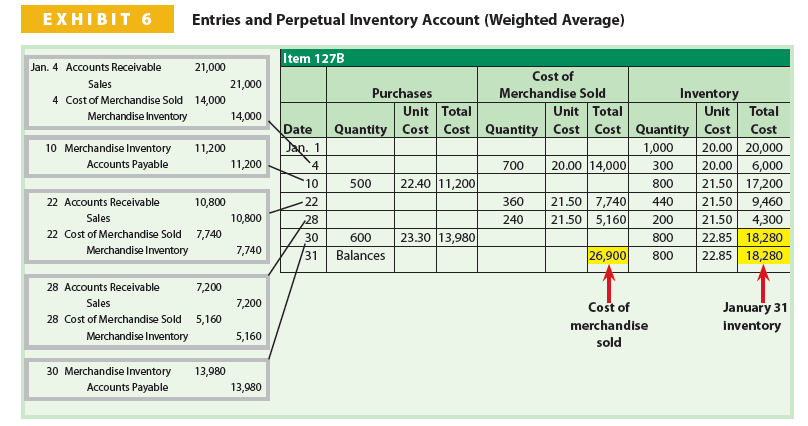 EXHIBIT 6 Entries and Perpetual Inventory Account (Weighted Average)
Jan. 4 Accounts Receivable 21,000
Sales 21,000
4 Cost of Merchandise Sold 14,000
Merchandise Inventory 14,000
10 Merchandise Inventory 11,200
Accounts Payable 11,200
22 Accounts Receivable 10,800
Sales 10,800
22 Cost of Merchandise Sold 7,740
Merchandise Inventory 7,740
28 Accounts Receivable 7,200
Sales 7,200
28 Cost of Merchandise Sold 5,160
Merchandise Inventory 5,160
30 Merchandise Inventory 13,980
Accounts Payable 13,980
Item 127B
Cost of
Purchases Merchandise Sold Inventory
Unit Total Unit Total Unit Total
Date Quantity Cost Cost Quantity Cost Cost Quantity Cost Cost
Jan. 1 1,000 20.00 20,000
4 700 20.00 14,000 300 20.00 6,000
10 500 22.40 11,200 800 21.50 17,200
22 360 21.50 7,740 440 21.50 9,460
28 240 21.50 5,160 200 21.50 4,300
30 600 23.30 13,980 800 22.85 18,280
31 Balances 26,900 800 22.85 18,280
Cost of
merchandise
sold
January 31
inventory